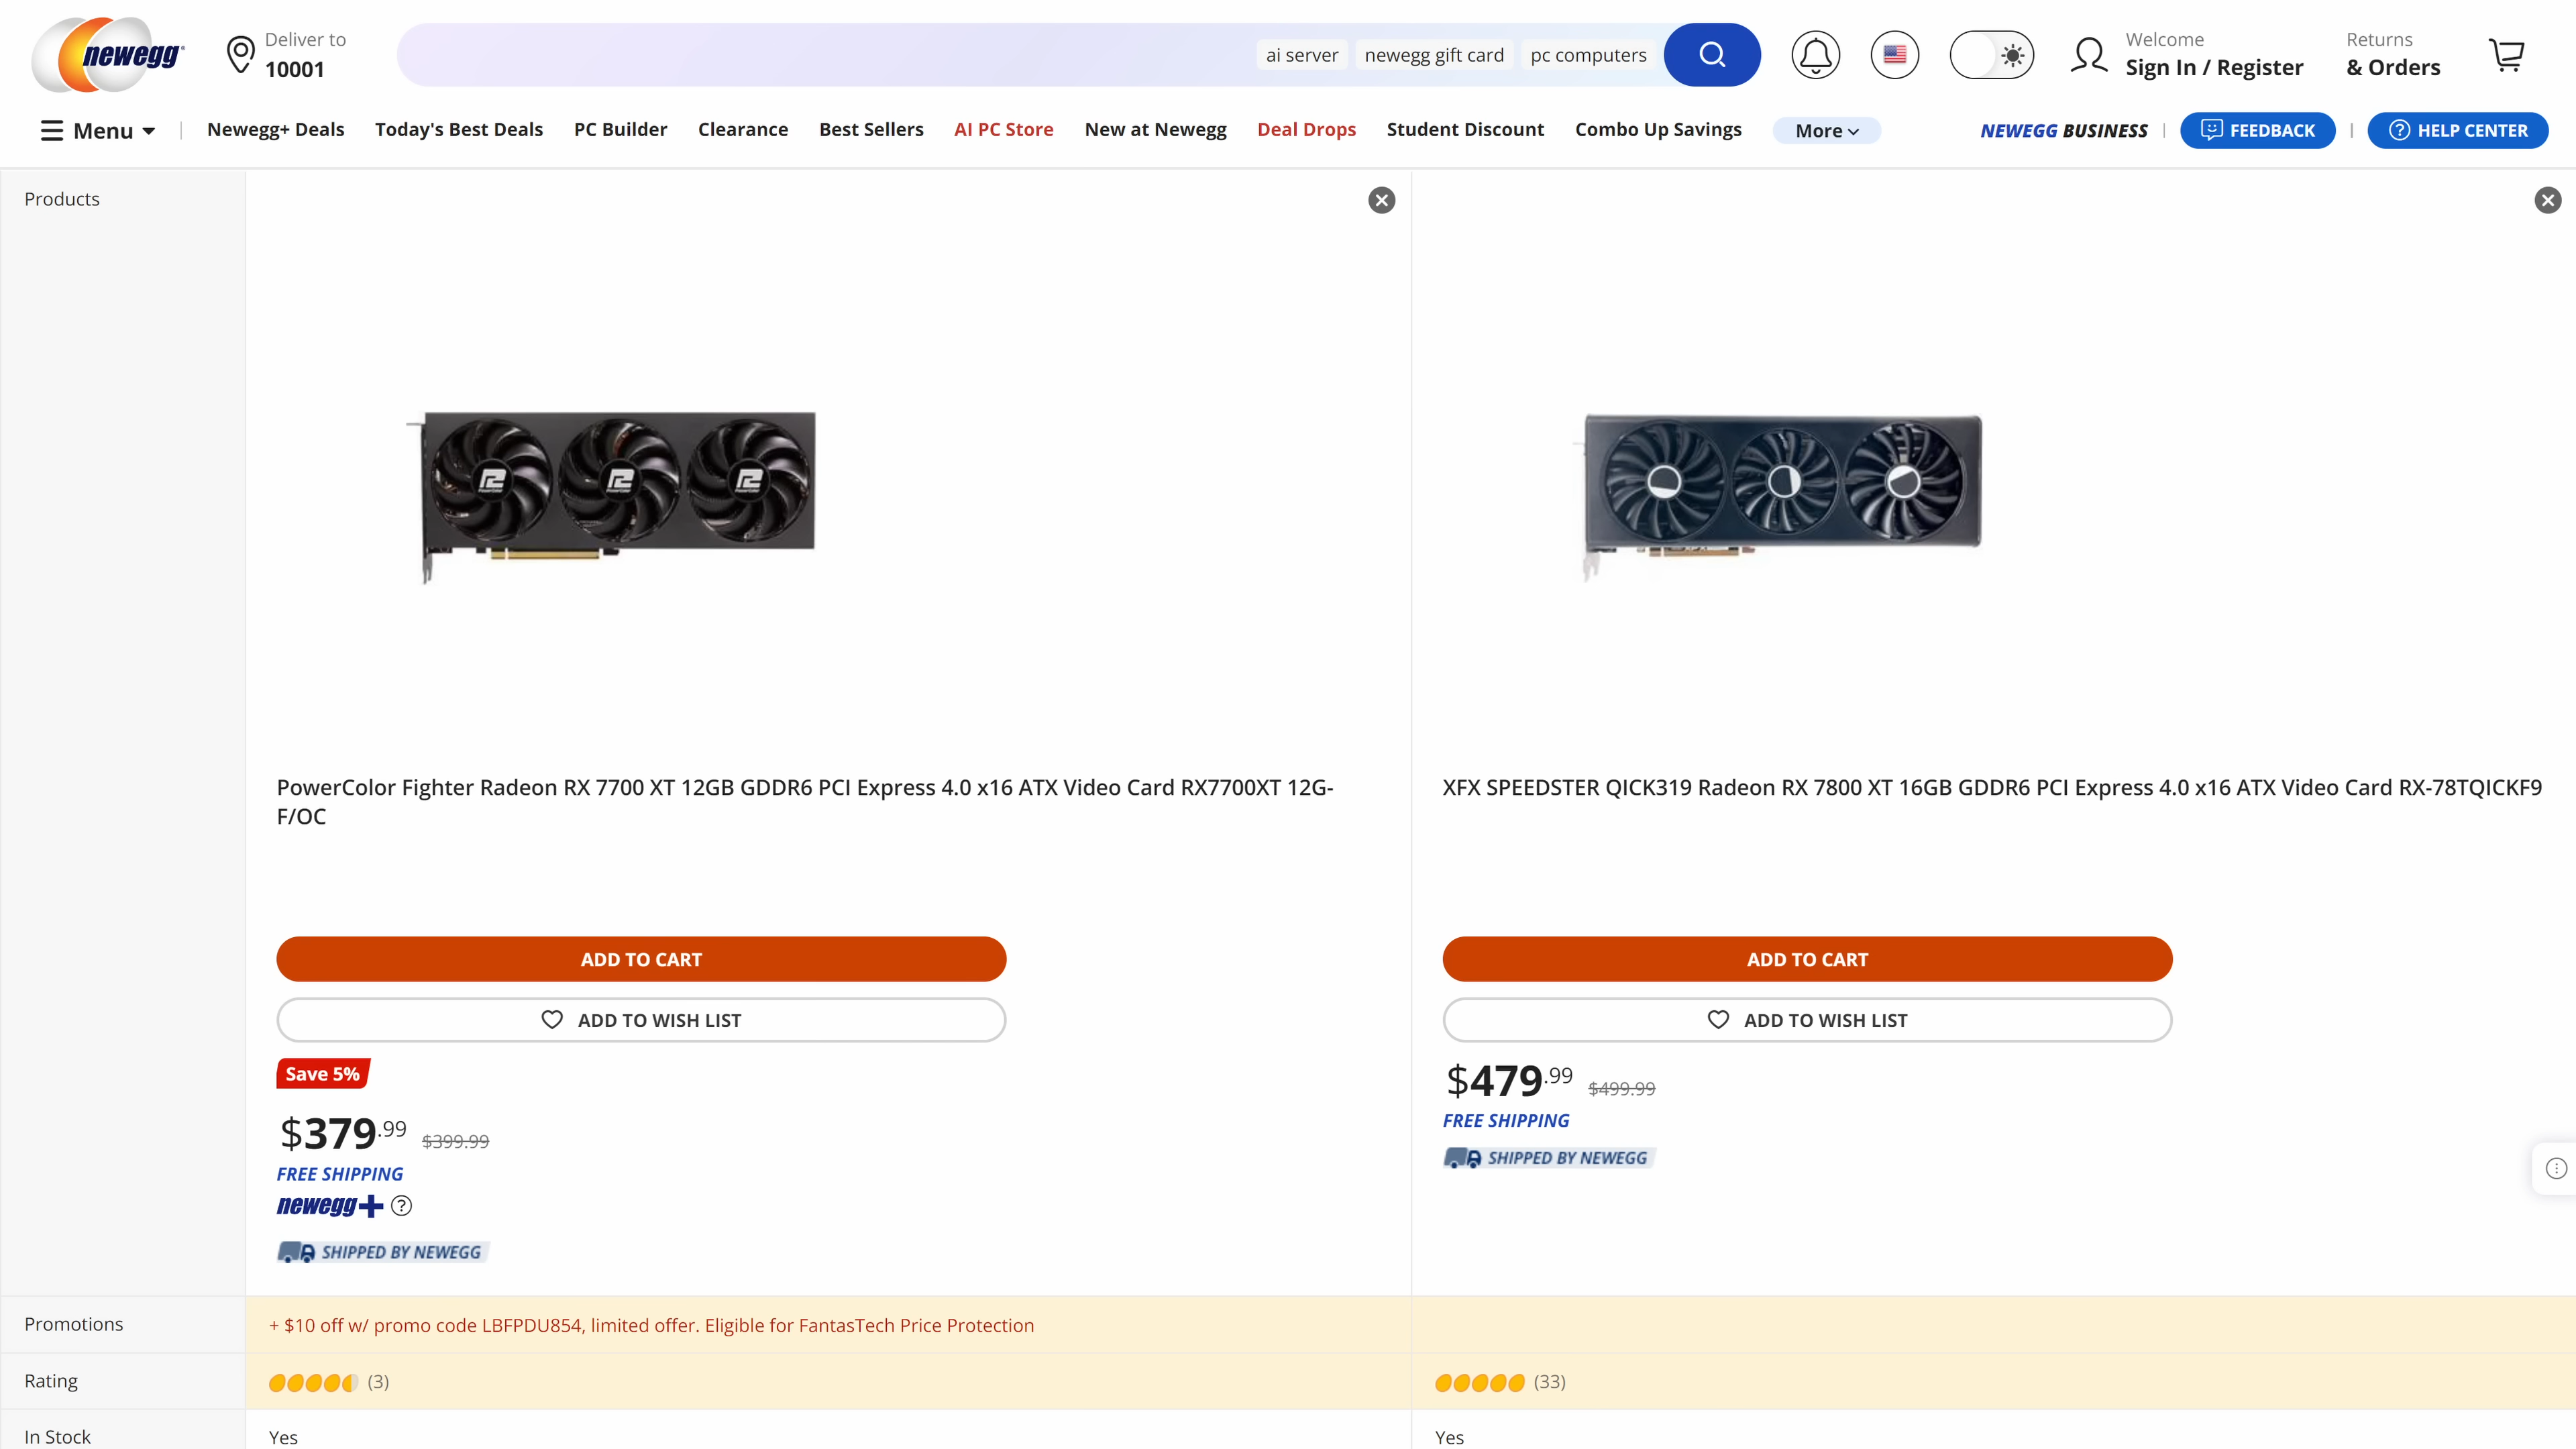 newegg
Deliver to
10001
ai server
newegg gift card
pc computers
Welcome
Sign In / Register
Returns
& Orders
Menu
Newegg+ Deals
Today's Best Deals
PC Builder
Clearance
Best Sellers
AI PC Store
New at Newegg
Deal Drops
Student Discount
Combo Up Savings
More
NEWEGG BUSINESS
FEEDBACK
HELP CENTER
Products
PowerColor Fighter Radeon RX 7700 XT 12GB GDDR6 PCI Express 4.0 x16 ATX Video Card RX7700XT 12G-
F/OC
ADD TO CART
ADD TO WISH LIST
Save 5%
$379.99 $399.99
FREE SHIPPING
newegg+ ?
SHIPPED BY NEWEGG
XFX SPEEDSTER QICK319 Radeon RX 7800 XT 16GB GDDR6 PCI Express 4.0 x16 ATX Video Card RX-78TQICKF9
ADD TO CART
ADD TO WISH LIST
$479.99 $499.99
FREE SHIPPING
SHIPPED BY NEWEGG
Promotions
+ $10 off w/ promo code LBFPDU854, limited offer. Eligible for FantasTech Price Protection
Rating
(3)
(33)
In Stock
Yes
Yes